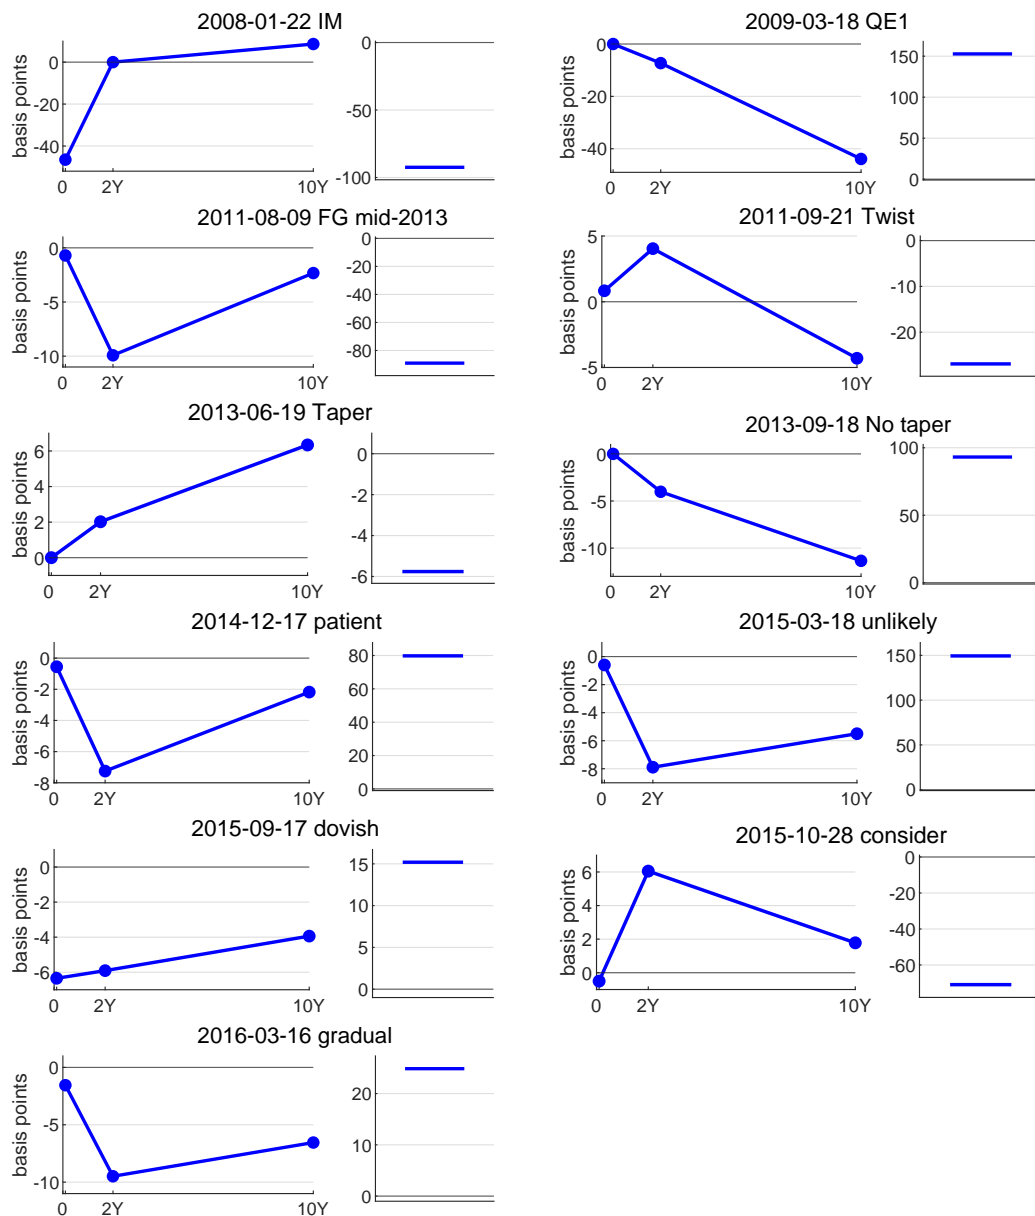 2008-01-22 IM
basis points
0
-20
-40
0
2Y
10Y
0
-50
-100
2009-03-18 QE1
basis points
0
-20
-40
0
2Y
10Y
150
100
50
0
2011-08-09 FG mid-2013
basis points
0
-5
-10
0
2Y
10Y
0
-20
-40
-60
-80
2011-09-21 Twist
basis points
5
0
-5
0
2Y
10Y
0
-10
-20
2013-06-19 Taper
basis points
6
4
2
0
0
2Y
10Y
0
-2
-4
-6
2013-09-18 No taper
basis points
0
-5
-10
0
2Y
10Y
100
50
0
2014-12-17 patient
basis points
0
-2
-4
-6
-8
0
2Y
10Y
80
60
40
20
0
2015-03-18 unlikely
basis points
0
-2
-4
-6
-8
0
2Y
10Y
150
100
50
0
2015-09-17 dovish
basis points
0
-2
-4
-6
0
2Y
10Y
15
10
5
0
2015-10-28 consider
basis points
6
4
2
0
0
2Y
10Y
0
-20
-40
-60
2016-03-16 gradual
basis points
0
-5
-10
0
2Y
10Y
20
10
0